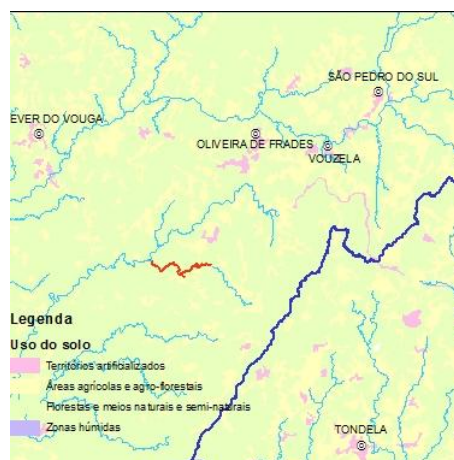 SÃO PEDRO DO SUL
EVER DO VOUGA
OLIVEIRA DE FRADES
VOUZELA
Legenda
Uso do solo
Territórios artificializados
Áreas agrícolas e agro-florestais
Florestas e meios naturais e semi-naturais
Zonas húmidas
TONDELA